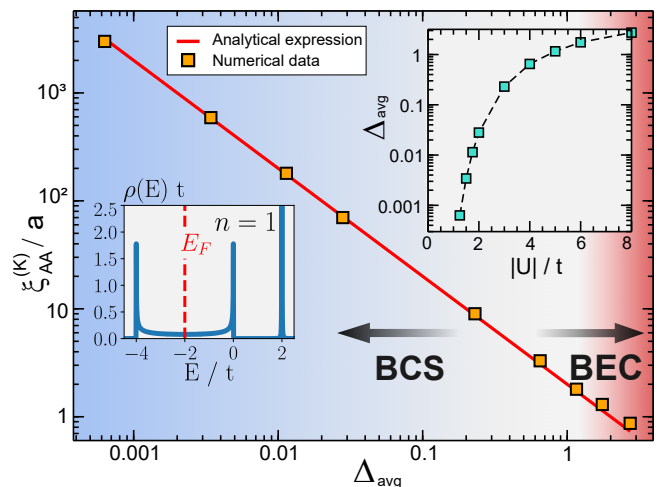 Analytical expression
Numerical data
10³
10²
10
1
ξ_AA^(K) / a
0.001
0.01
0.1
1
Δ_avg
BCS
BEC
ρ(E) t
n = 1
E_F
2.5
2.0
1.5
1.0
0.5
0.0
−4
−2
0
2
E / t
Δ_avg
1
0.1
0.01
0.001
0
2
4
6
8
|U| / t